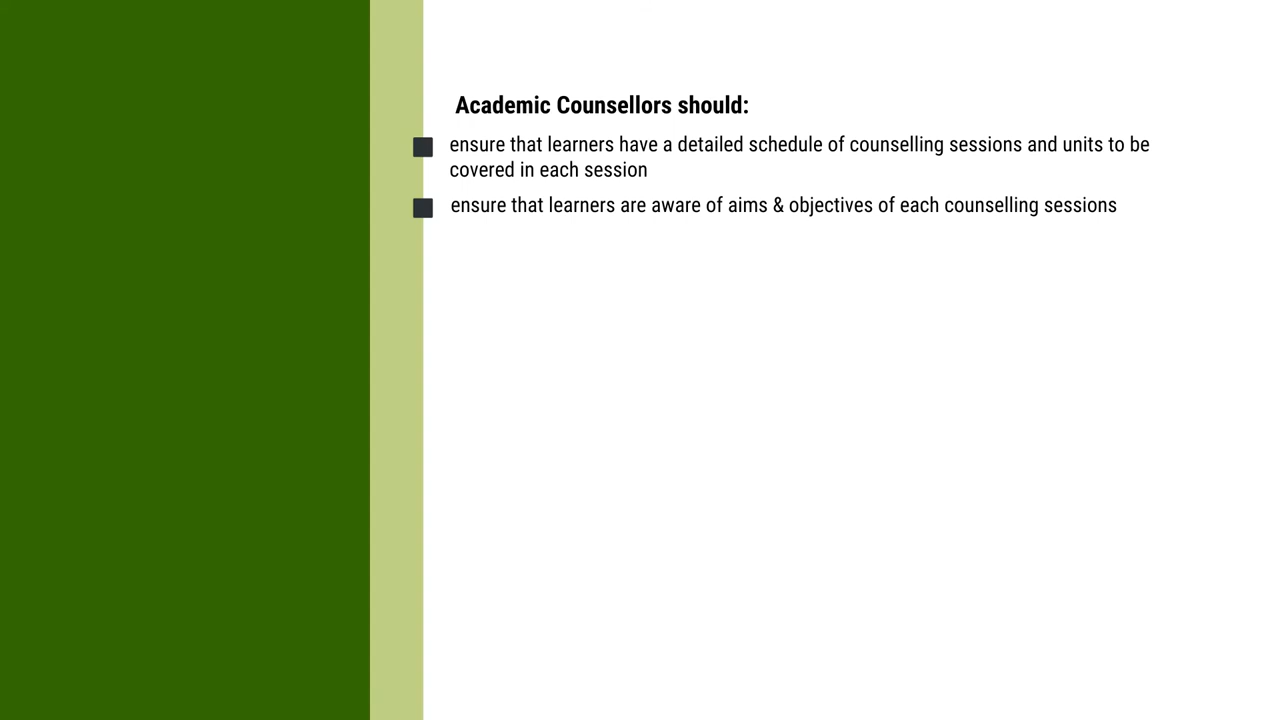 Academic Counsellors should:
ensure that learners have a detailed schedule of counselling sessions and units to be
covered in each session
ensure that learners are aware of aims & objectives of each counselling sessions